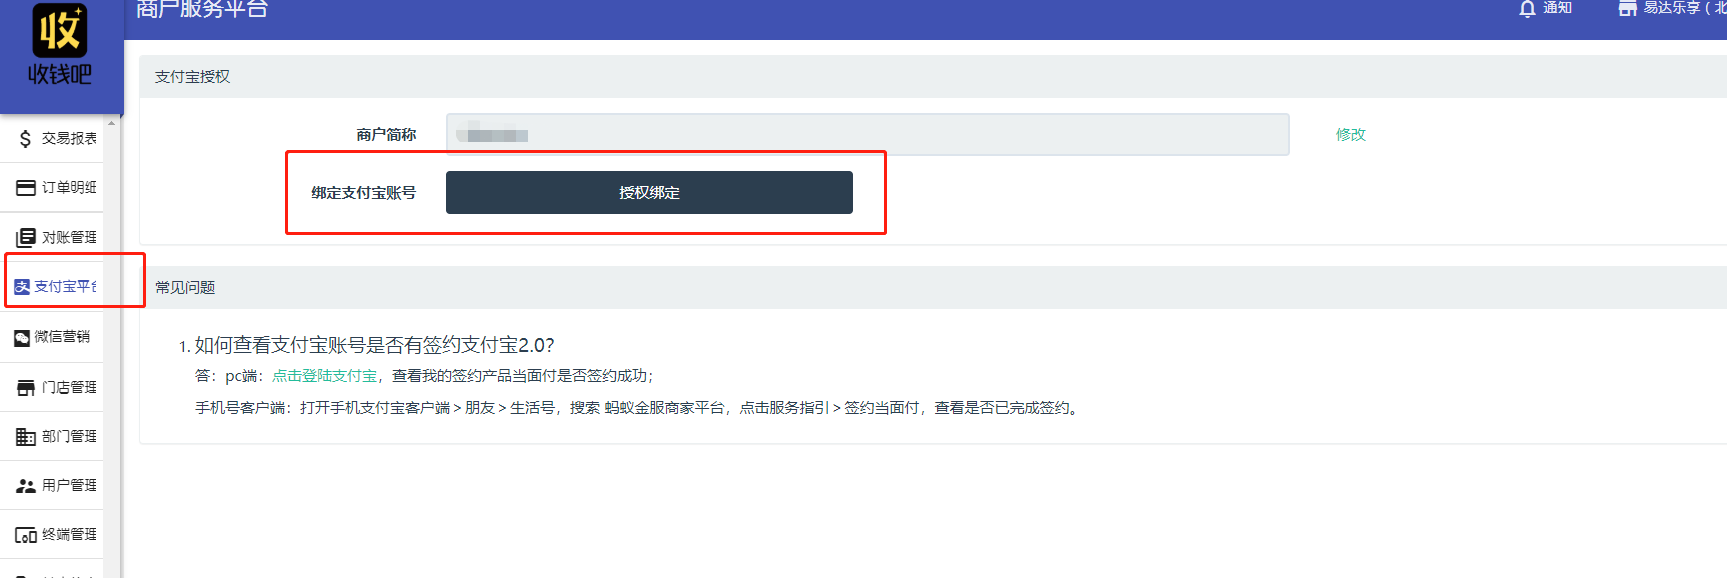 商户服务平台
通知
易达乐享（北
收
收钱吧
交易报表
订单明细
对账管理
支付宝平台
微信营销
门店管理
部门管理
用户管理
终端管理
支付宝授权
商户简称
修改
绑定支付宝账号
授权绑定
常见问题
1. 如何查看支付宝账号是否有签约支付宝2.0?
答：pc端：点击登陆支付宝，查看我的签约产品当面付是否签约成功；
手机号客户端：打开手机支付宝客户端 > 朋友 > 生活号，搜索 蚂蚁金服商家平台，点击服务指引 > 签约当面付，查看是否已完成签约。